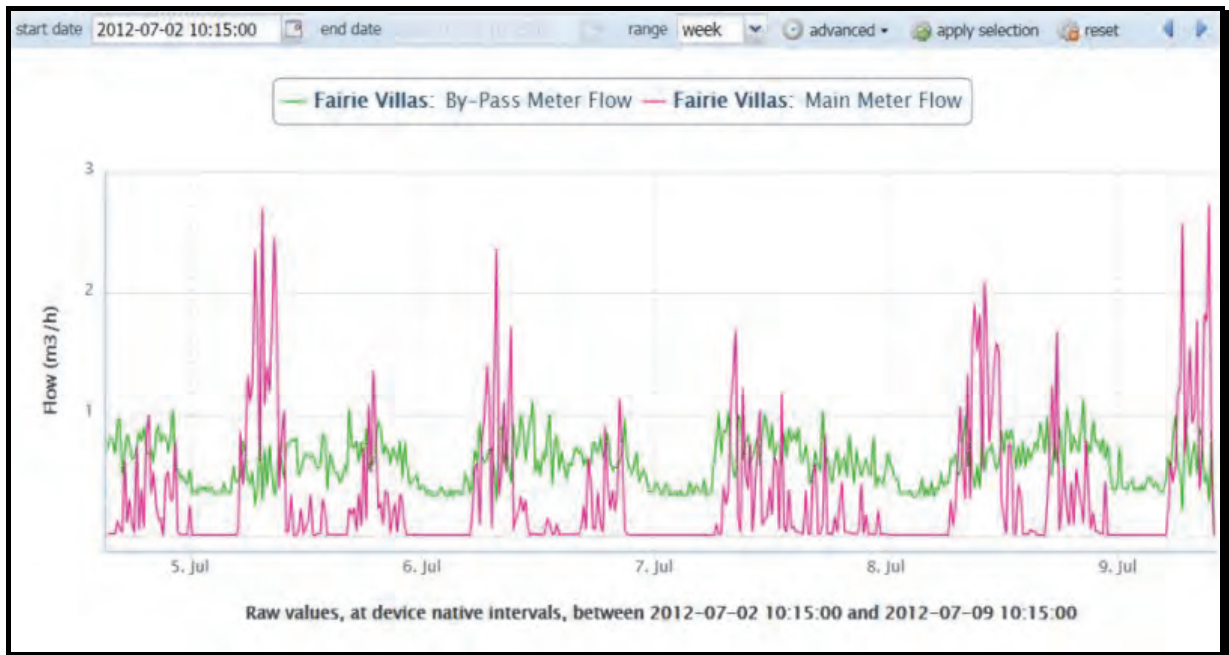 start date 2012-07-02 10:15:00 end date range week advanced apply selection reset
Fairie Villas: By-Pass Meter Flow Fairie Villas: Main Meter Flow
3
2
1
Flow (m3/h)
5. Jul 6. Jul 7. Jul 8. Jul 9. Jul
Raw values, at device native intervals, between 2012-07-02 10:15:00 and 2012-07-09 10:15:00